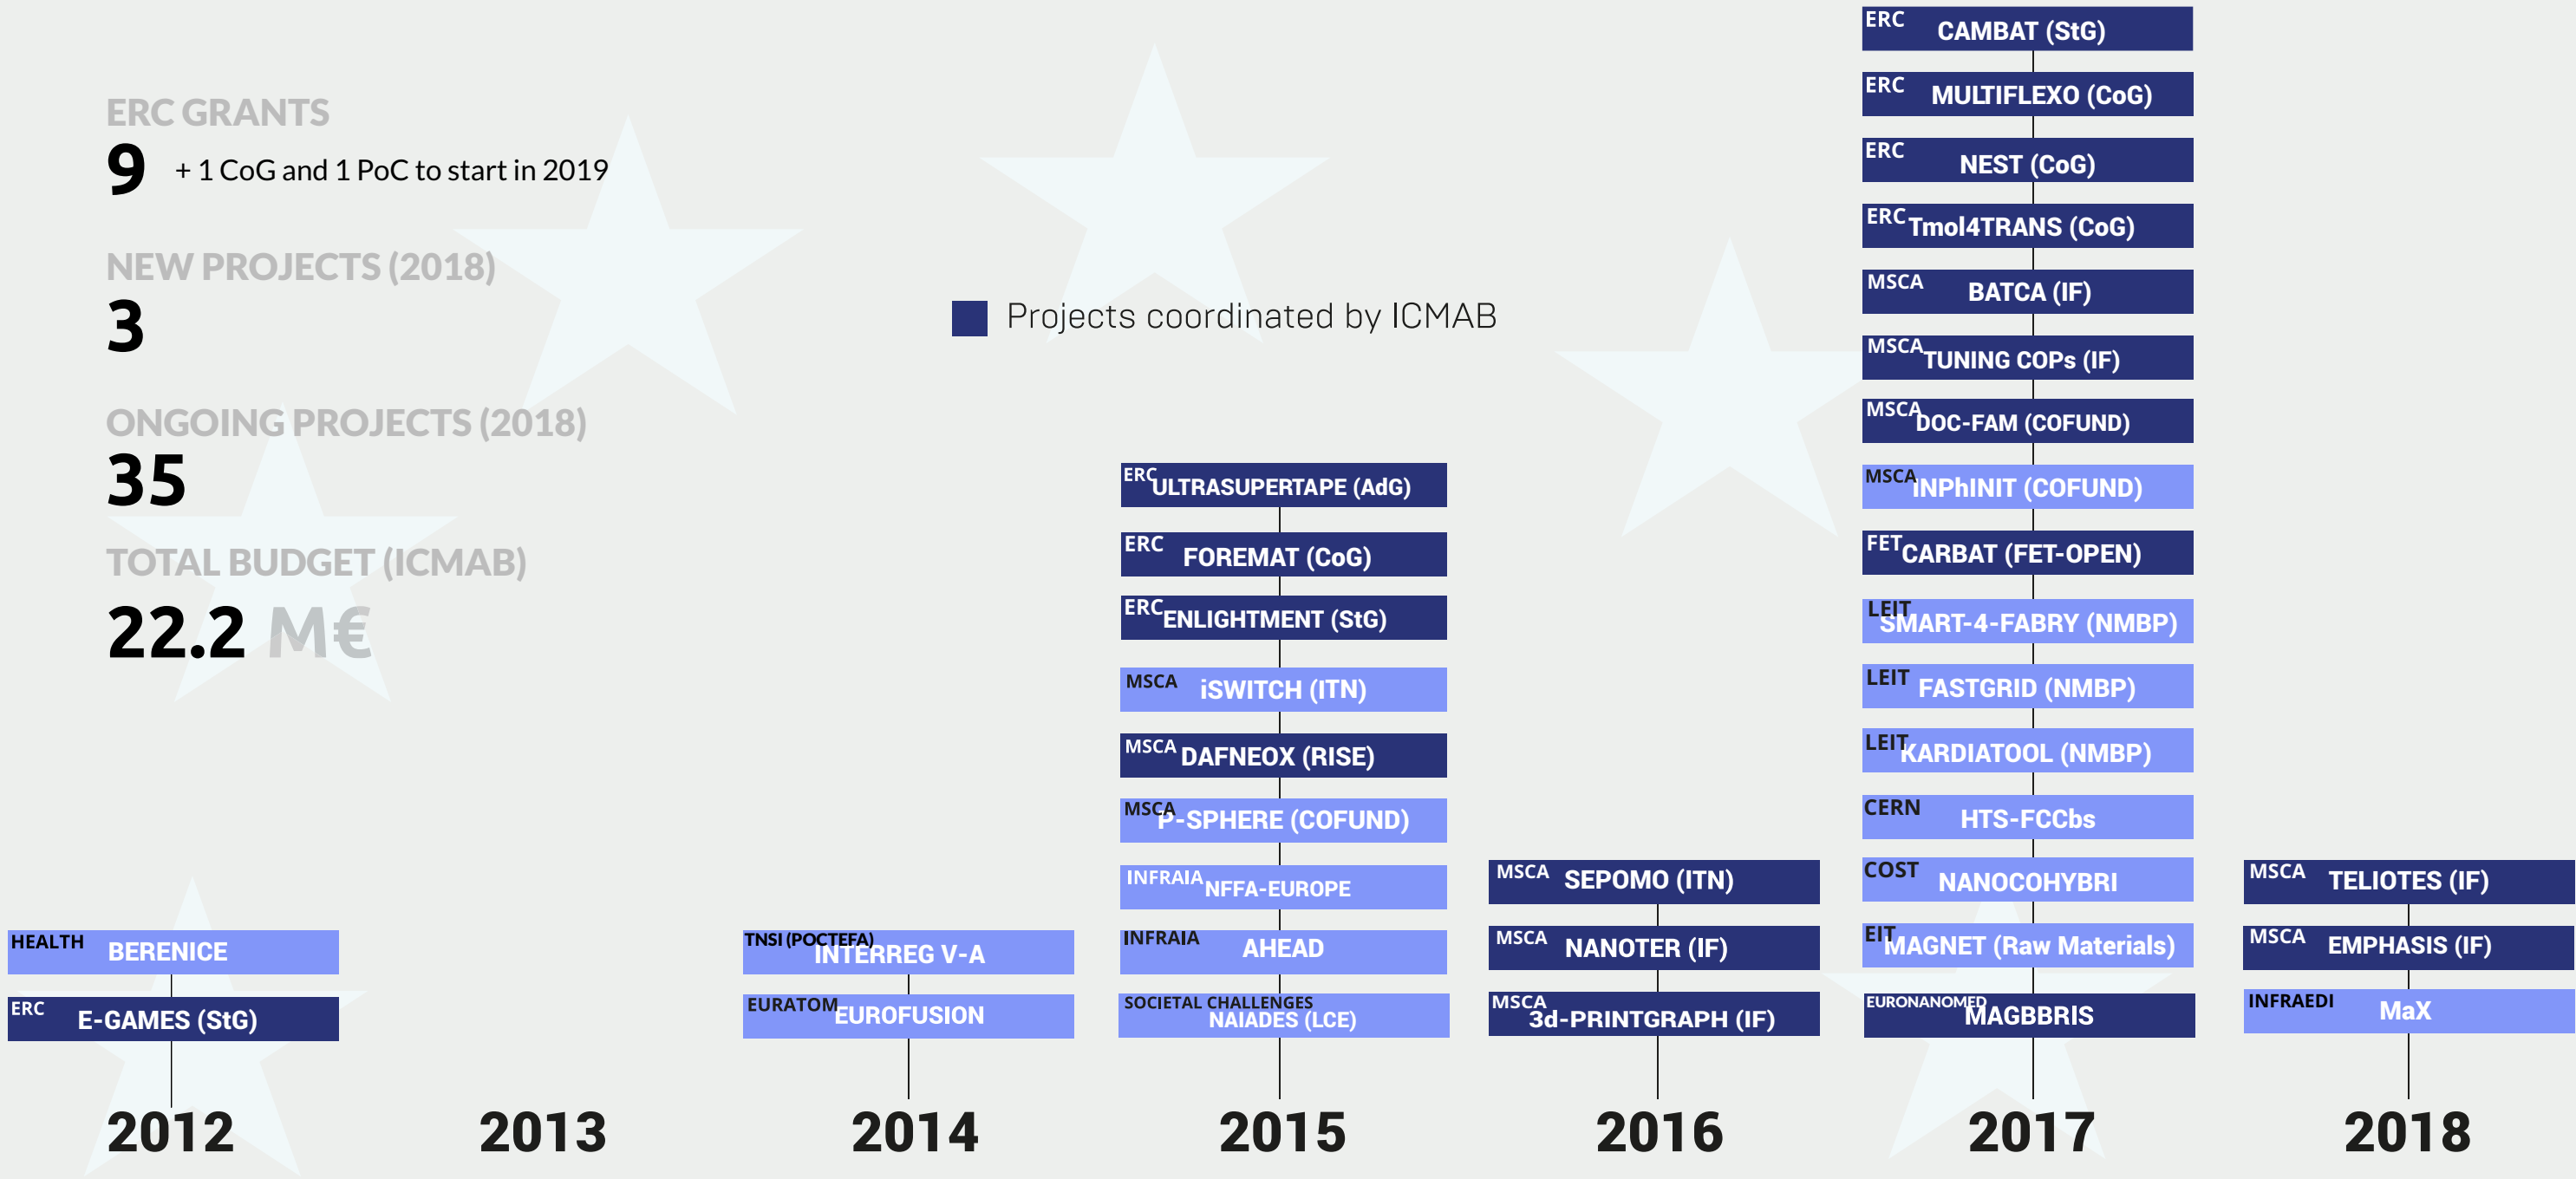 ERC GRANTS
9 + 1 CoG and 1 PoC to start in 2019
NEW PROJECTS (2018)
3
ONGOING PROJECTS (2018)
35
TOTAL BUDGET (ICMAB)
22.2 M€
Projects coordinated by ICMAB
HEALTH BERENICE
ERC E-GAMES (StG)
2012
2013
TNSI (POCTEFA) INTERREG V-A
EURATOM EUROFUSION
2014
ERC ULTRASUPERTAPE (AdG)
ERC FOREMAT (CoG)
ERC ENLIGHTMENT (StG)
MSCA iSWITCH (ITN)
MSCA DAFNEOX (RISE)
MSCA P-SPHERE (COFUND)
INFRAIA NFFA-EUROPE
INFRAIA AHEAD
SOCIETAL CHALLENGES
NAIADES (LCE)
2015
MSCA SEPOMO (ITN)
MSCA NANOTER (IF)
MSCA 3d-PRINTGRAPH (IF)
2016
ERC CAMBAT (StG)
ERC MULTIFLEXO (CoG)
ERC NEST (CoG)
ERC Tmol4TRANS (CoG)
MSCA BATCA (IF)
MSCA TUNING COPs (IF)
MSCA DOC-FAM (COFUND)
MSCA INPhINIT (COFUND)
FET CARBAT (FET-OPEN)
LEIT SMART-4-FABRY (NMBP)
LEIT FASTGRID (NMBP)
LEIT KARDIATOOL (NMBP)
CERN HTS-FCCbs
COST NANOCOHYBRI
EIT MAGNET (Raw Materials)
EURONANOMED MAGBBRIS
2017
MSCA TELIOTES (IF)
MSCA EMPHASIS (IF)
INFRAEDI MaX
2018